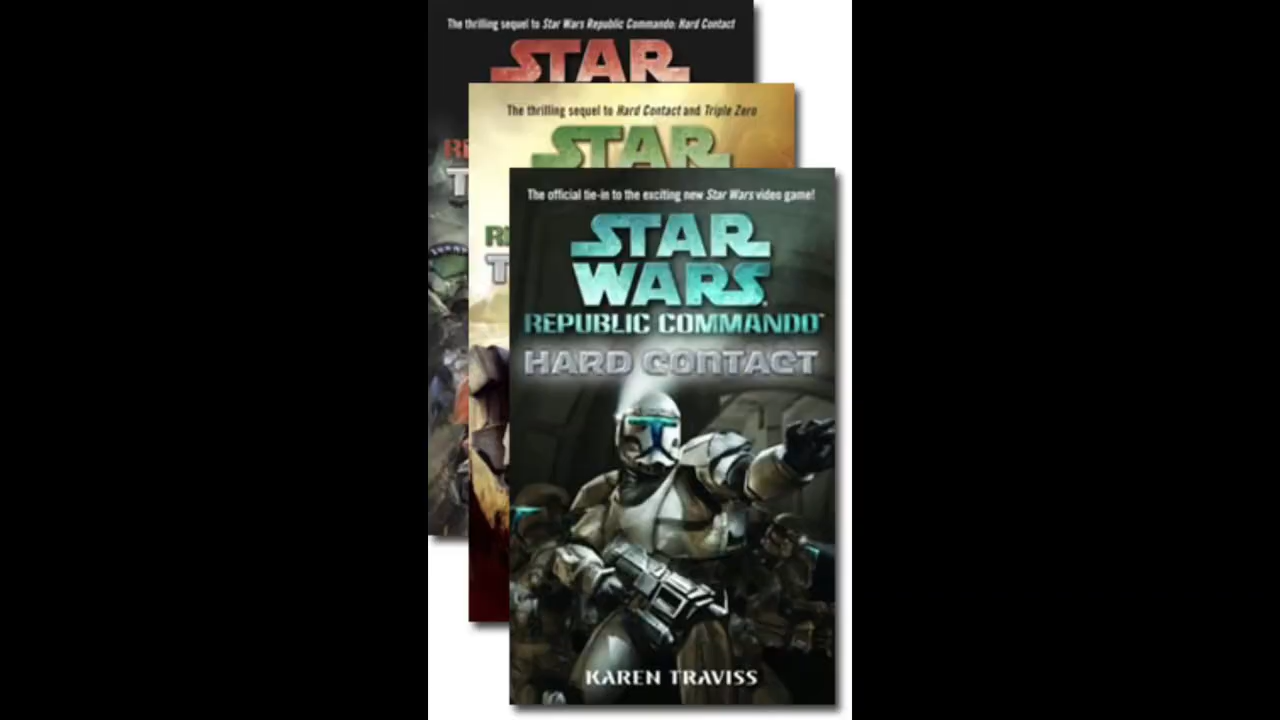 The thrilling sequel to Star Wars Republic Commando: Hard Contact
STAR
RE
T
The thrilling sequel to Hard Contact and Triple Zero
STAR
RE
T
The official tie-in to the exciting new Star Wars video game!
STAR
WARS
REPUBLIC COMMANDO
HARD CONTACT
KAREN TRAVISS